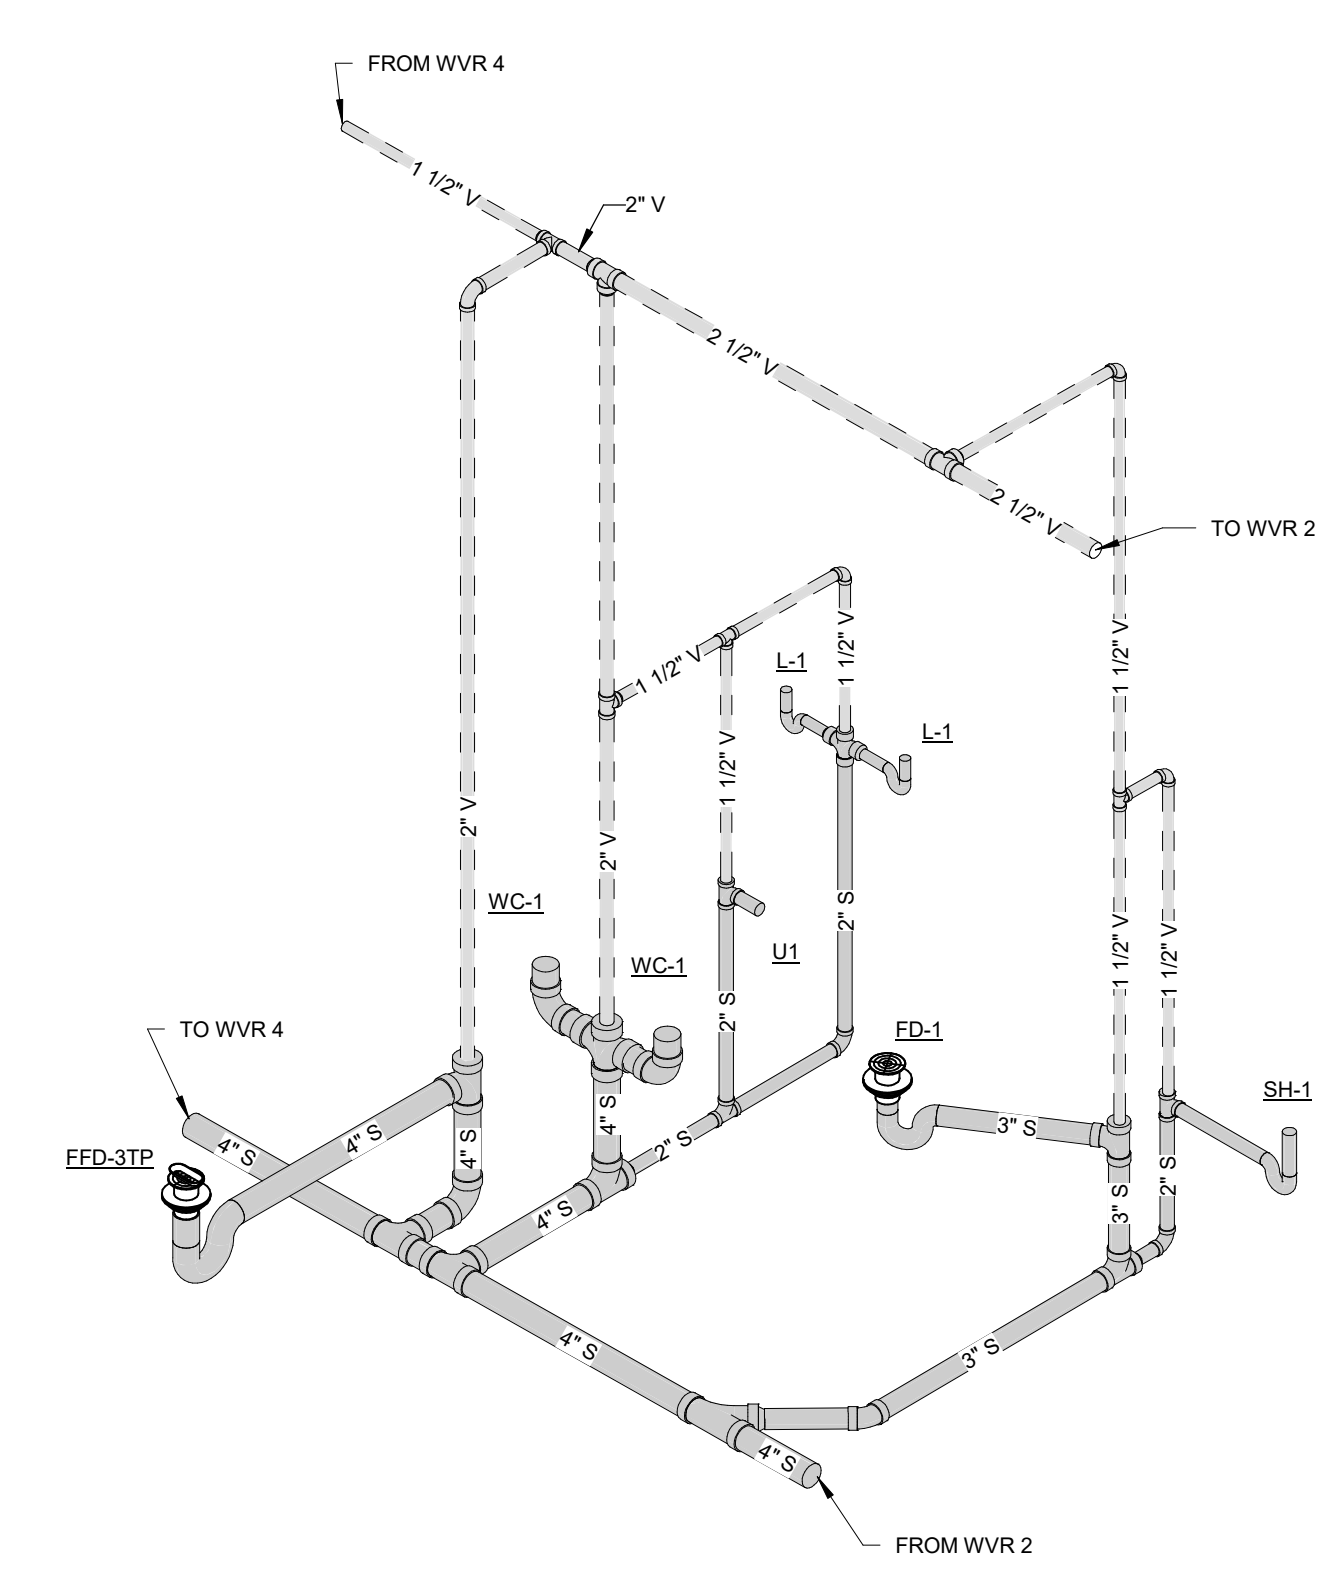 FROM WVR 4
1 1/2" V
2" V
2 1/2" V
2 1/2" V
TO WVR 2
1 1/2" V
1 1/2" V
1 1/2" V
L-1
L-1
1 1/2" V
2" V
2" V
WC-1
WC-1
U1
2" S
1 1/2" V
1 1/2" V
2" S
TO WVR 4
FD-1
SH-1
4" S
4" S
4" S
4" S
2" S
3" S
FFD-3TP
3" S
2" S
4" S
4" S
3" S
4" S
FROM WVR 2